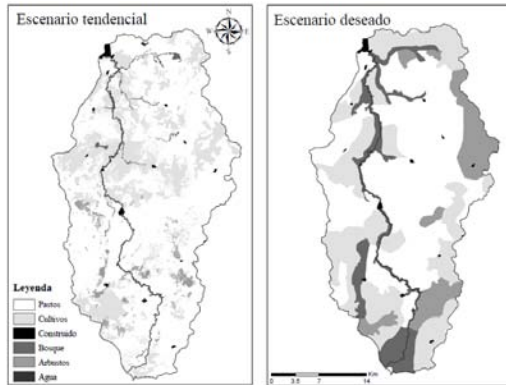 Escenario tendencial
N
W E
S
Leyenda
Pastos
Cultivos
Construido
Bosque
Arbustos
Agua
Escenario deseado
Km
0 3.5 7 14